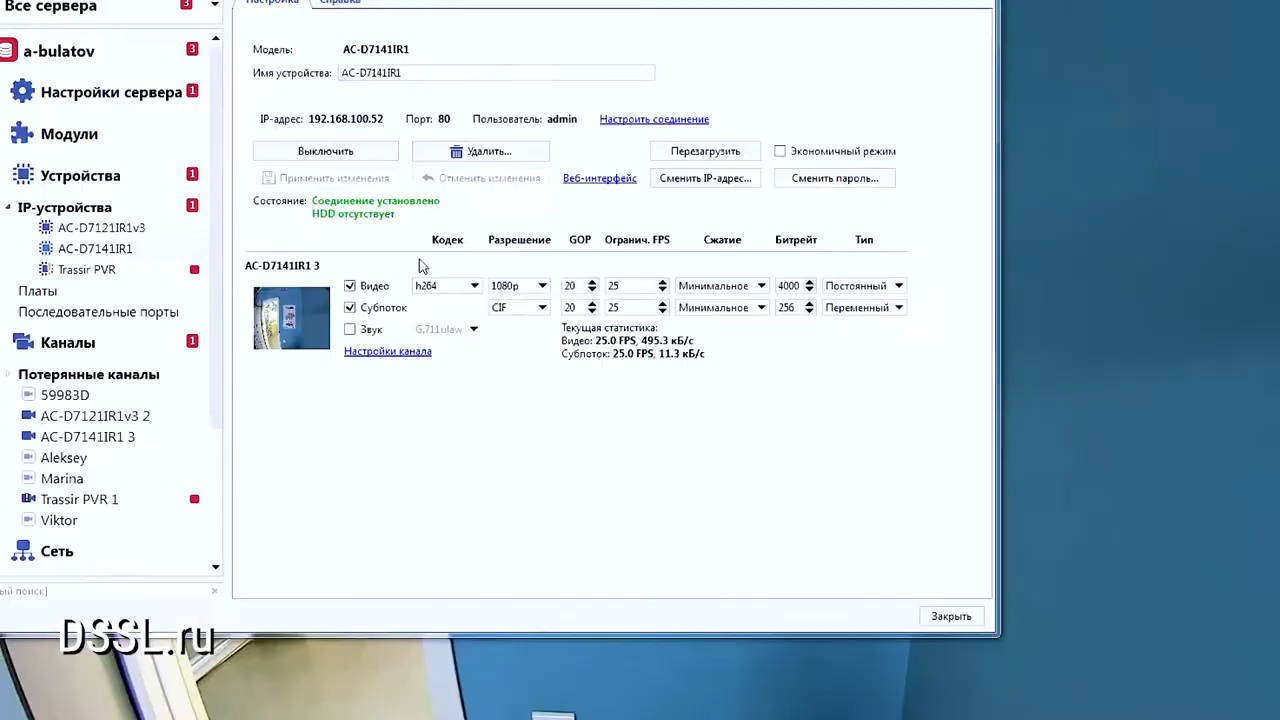 Все сервера 3
a-bulatov 3
Настройки сервера 1
Модули
Устройства 1
IP-устройства 1
AC-D7121IR1v3
AC-D7141IR1
Trassir PVR
Платы
Последовательные порты
Каналы 1
Потерянные каналы
59983D
AC-D7121IR1v3 2
AC-D7141IR1 3
Aleksey
Marina
Trassir PVR 1
Viktor
Сеть
ый поиск]
Настройка Справка
Модель: AC-D7141IR1
Имя устройства: AC-D7141IR1
IP-адрес: 192.168.100.52 Порт: 80 Пользователь: admin Настроить соединение
Выключить Удалить... Перезагрузить Экономичный режим
Применить изменения Отменить изменения Веб-интерфейс Сменить IP-адрес... Сменить пароль...
Состояние: Соединение установлено
HDD отсутствует
Кодек Разрешение GOP Огранич. FPS Сжатие Битрейт Тип
AC-D7141IR1 3
Видео h264 1080p 20 25 Минимальное 4000 Постоянный
Субпоток CIF 20 25 Минимальное 256 Переменный
Звук G.711ulaw
Текущая статистика:
Видео: 25.0 FPS, 495.3 кБ/с
Субпоток: 25.0 FPS, 11.3 кБ/с
Настройки канала
Закрыть
DSSL.ru